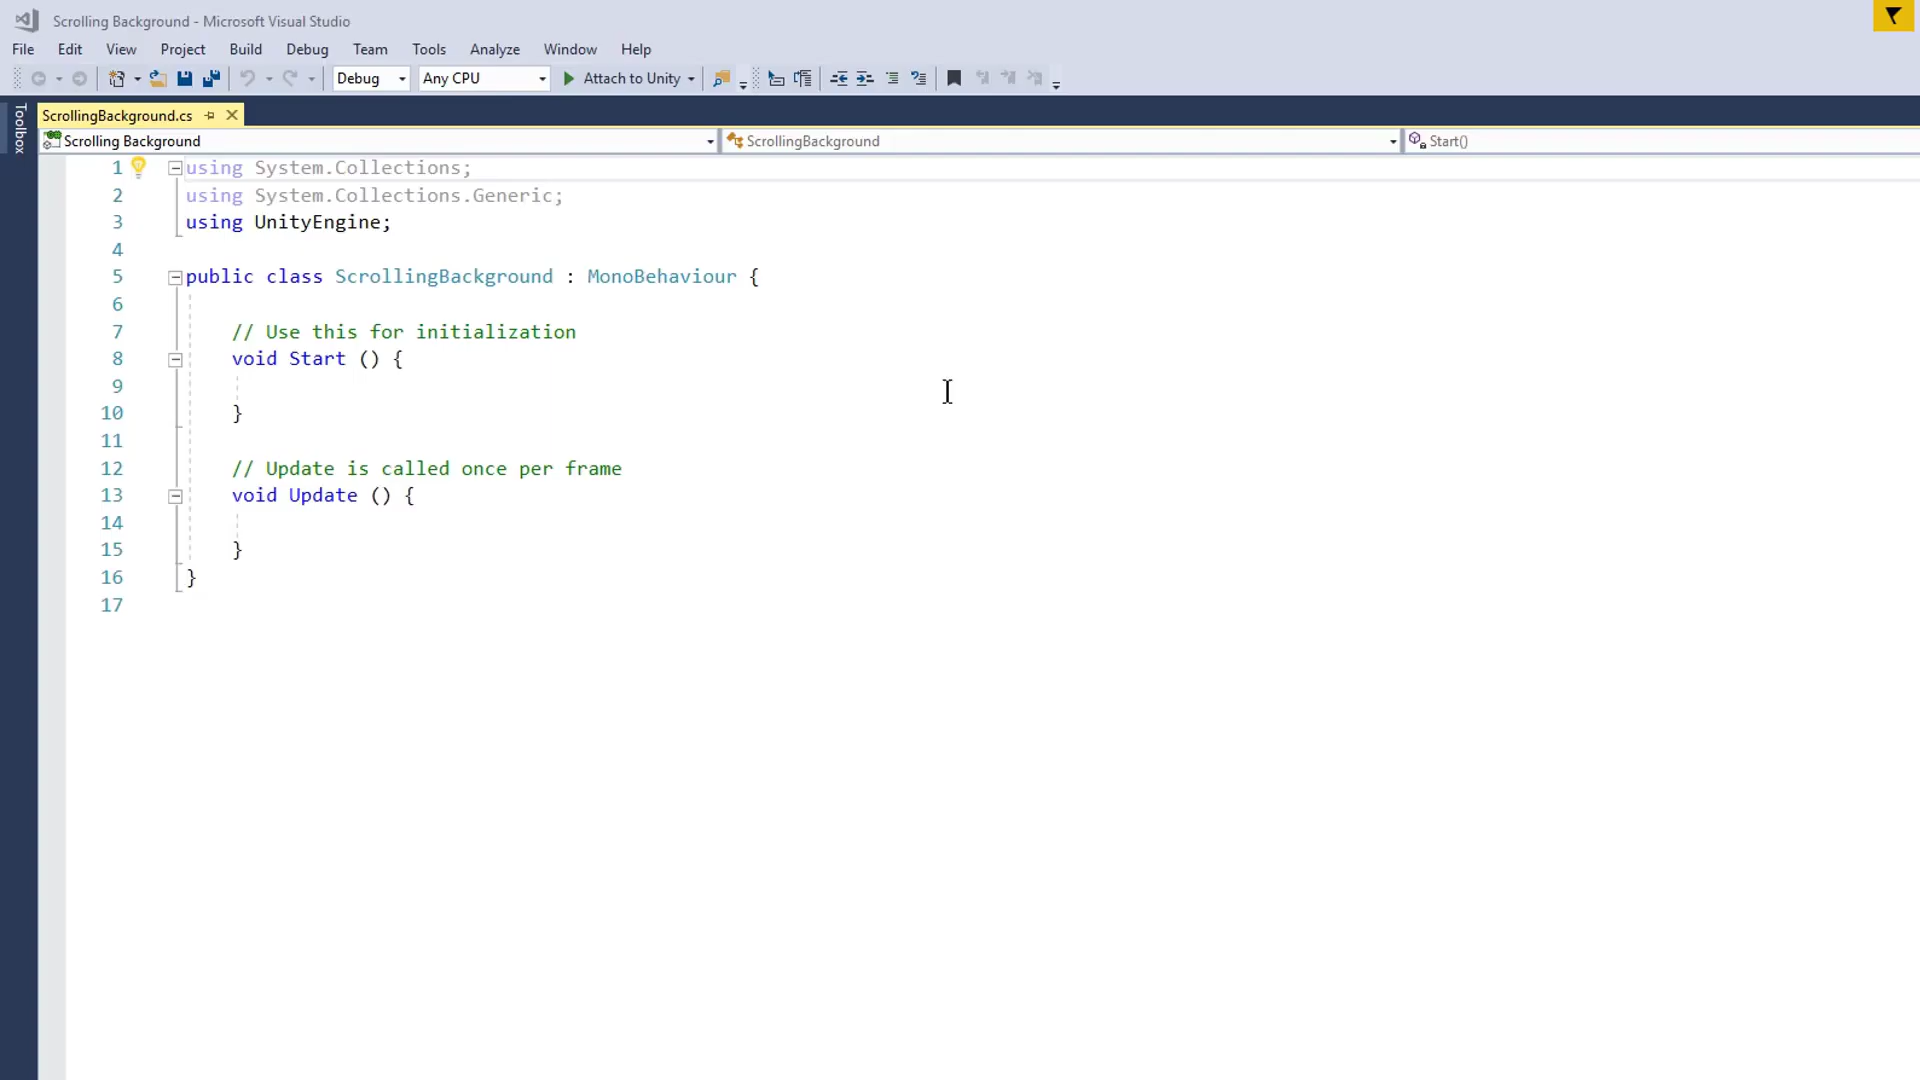 Scrolling Background - Microsoft Visual Studio
File Edit View Project Build Debug Team Tools Analyze Window Help
Debug Any CPU Attach to Unity
Toolbox
ScrollingBackground.cs
Scrolling Background ScrollingBackground Start()
1 using System.Collections;
2 using System.Collections.Generic;
3 using UnityEngine;
4
5 public class ScrollingBackground : MonoBehaviour {
6
7 // Use this for initialization
8 void Start () {
9
10 }
11
12 // Update is called once per frame
13 void Update () {
14
15 }
16 }
17